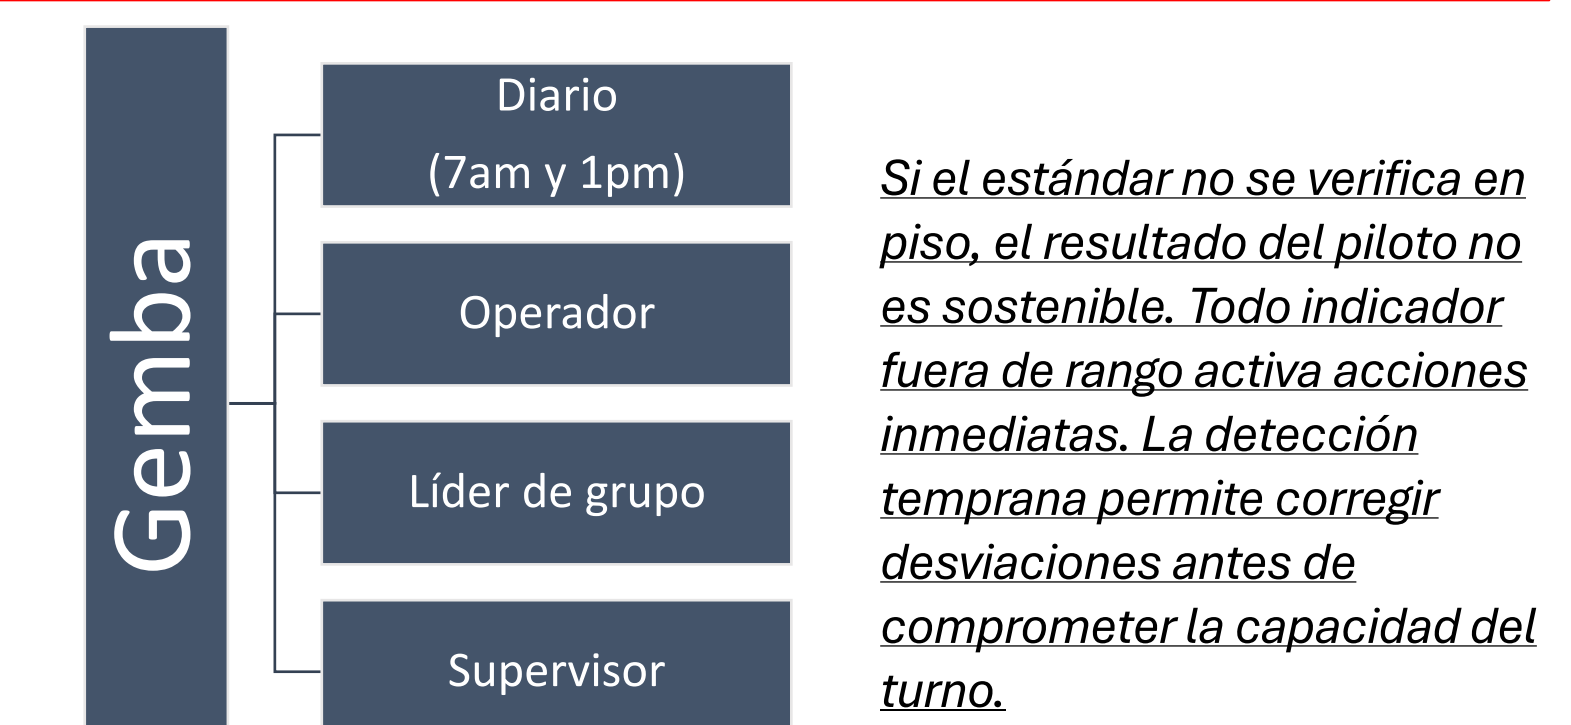 Gemba
Diario
(7am y 1pm)
Operador
Líder de grupo
Supervisor
Si el estándar no se verifica en
piso, el resultado del piloto no
es sostenible. Todo indicador
fuera de rango activa acciones
inmediatas. La detección
temprana permite corregir
desviaciones antes de
comprometer la capacidad del
turno.